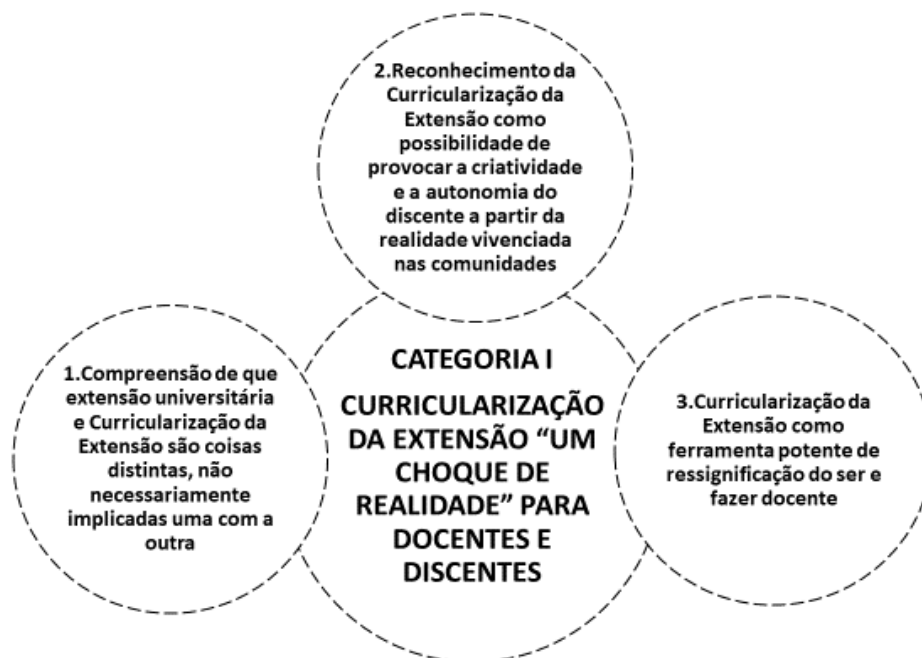 2.Reconhecimento da
Curricularização da
Extensão como
possibilidade de
provocar a criatividade
e a autonomia do
discente a partir da
realidade vivenciada
nas comunidades
1.Compreensão de que
extensão universitária
e Curricularização da
Extensão são coisas
distintas, não
necessariamente
implicadas uma com a
outra
CATEGORIA I
CURRICULARIZAÇÃO
DA EXTENSÃO “UM
CHOQUE DE
REALIDADE” PARA
DOCENTES E
DISCENTES
3.Curricularização da
Extensão como
ferramenta potente de
ressignificação do ser e
fazer docente